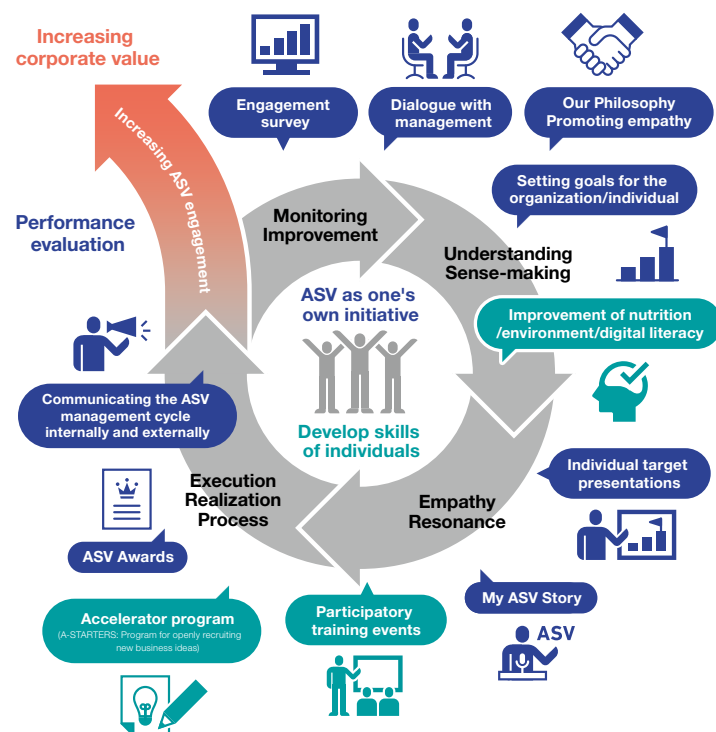 Increasing
corporate value
Increasing ASV engagement
Performance
evaluation
Engagement
survey
Dialogue with
management
Our Philosophy
Promoting empathy
Setting goals for the
organization/individual
Monitoring
Improvement
Understanding
Sense-making
ASV as one's
own initiative
Improvement of nutrition
/environment/digital literacy
Develop skills
of individuals
Communicating the ASV
management cycle
internally and externally
Execution
Realization
Process
Empathy
Resonance
Individual target
presentations
ASV Awards
My ASV Story
ASV
Accelerator program
(A-STARTERS: Program for openly recruiting
new business ideas)
Participatory
training events